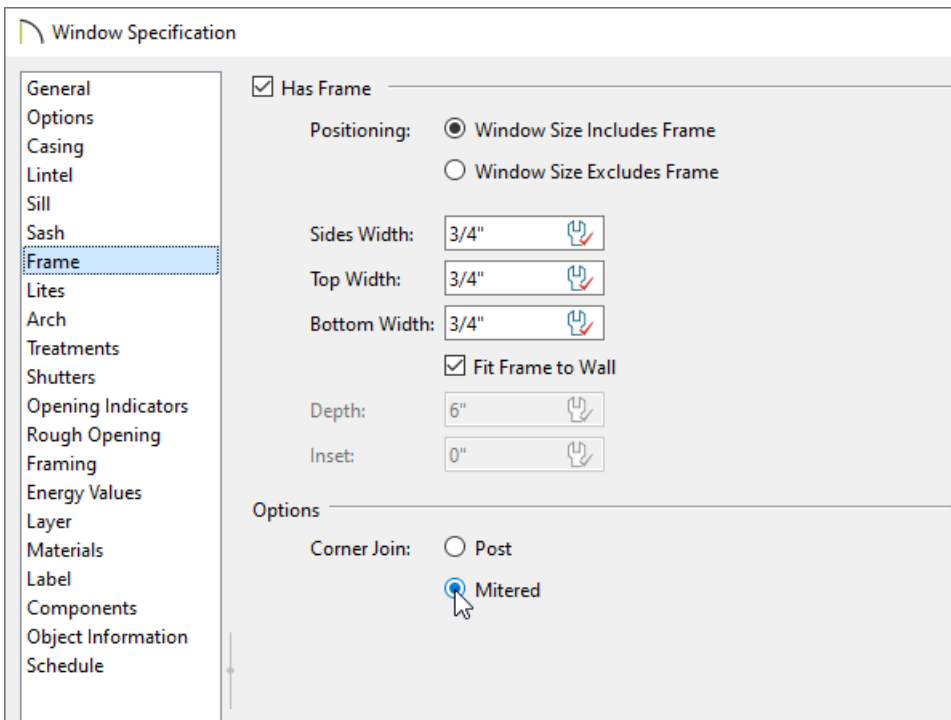 Window Specification
General
Options
Casing
Lintel
Sill
Sash
Frame
Lites
Arch
Treatments
Shutters
Opening Indicators
Rough Opening
Framing
Energy Values
Layer
Materials
Label
Components
Object Information
Schedule
Has Frame
Positioning: Window Size Includes Frame
Window Size Excludes Frame
Sides Width: 3/4"
Top Width: 3/4"
Bottom Width: 3/4"
Fit Frame to Wall
Depth: 6"
Inset: 0"
Options
Corner Join: Post
Mitered